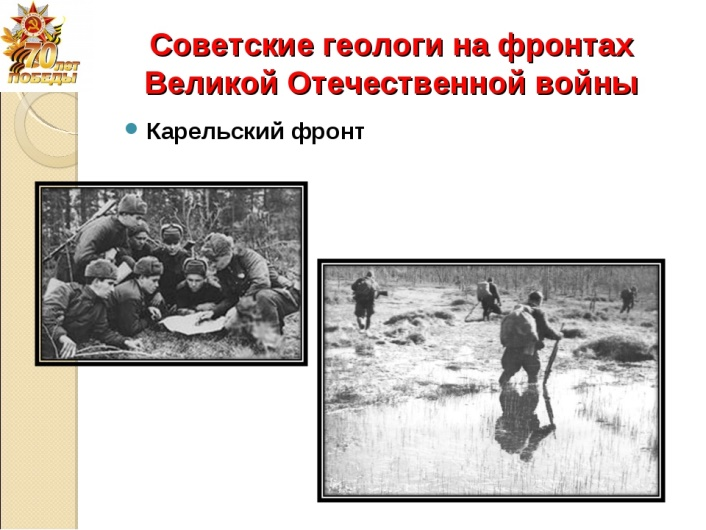 Советские геологи на фронтах
Великой Отечественной войны
70 лет
ПОБЕДЫ
Карельский фронт